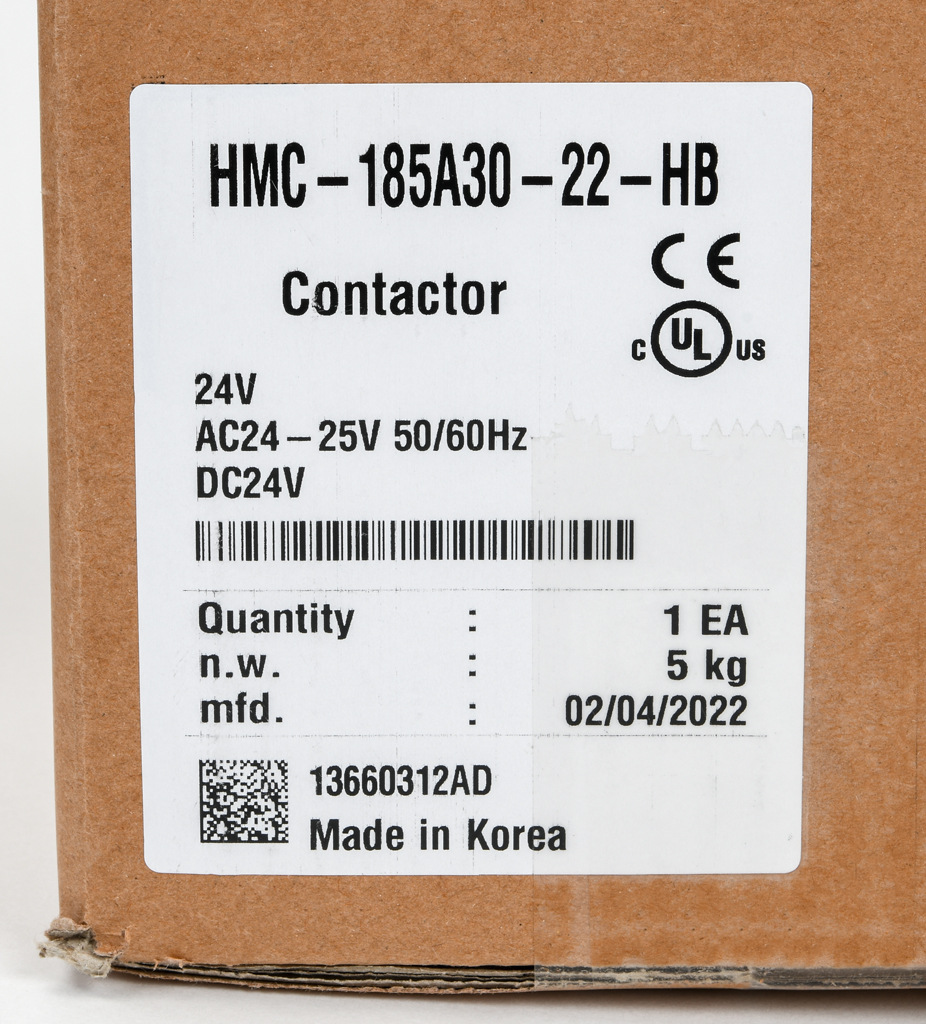 HMC-185A30-22-HB
CE
Contactor
C UL US
24V
AC24-25V 50/60Hz
DC24V
Quantity : 1 EA
n.w. : 5 kg
mfd. : 02/04/2022
13660312AD
Made in Korea